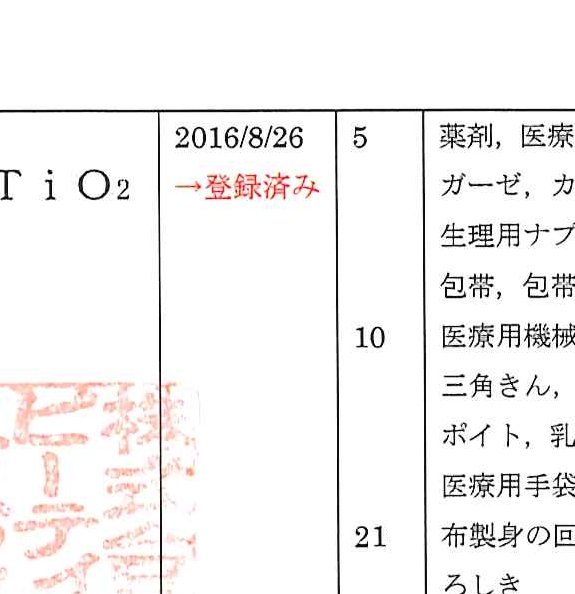 TiO2
2016/8/26
→登録済み
5
薬剤，医療
ガーゼ，カ
生理用ナプ
包帯，包帯
10
医療用機械
三角きん，
ポイト，乳
医療用手袋
21
布製身の回
ろしき